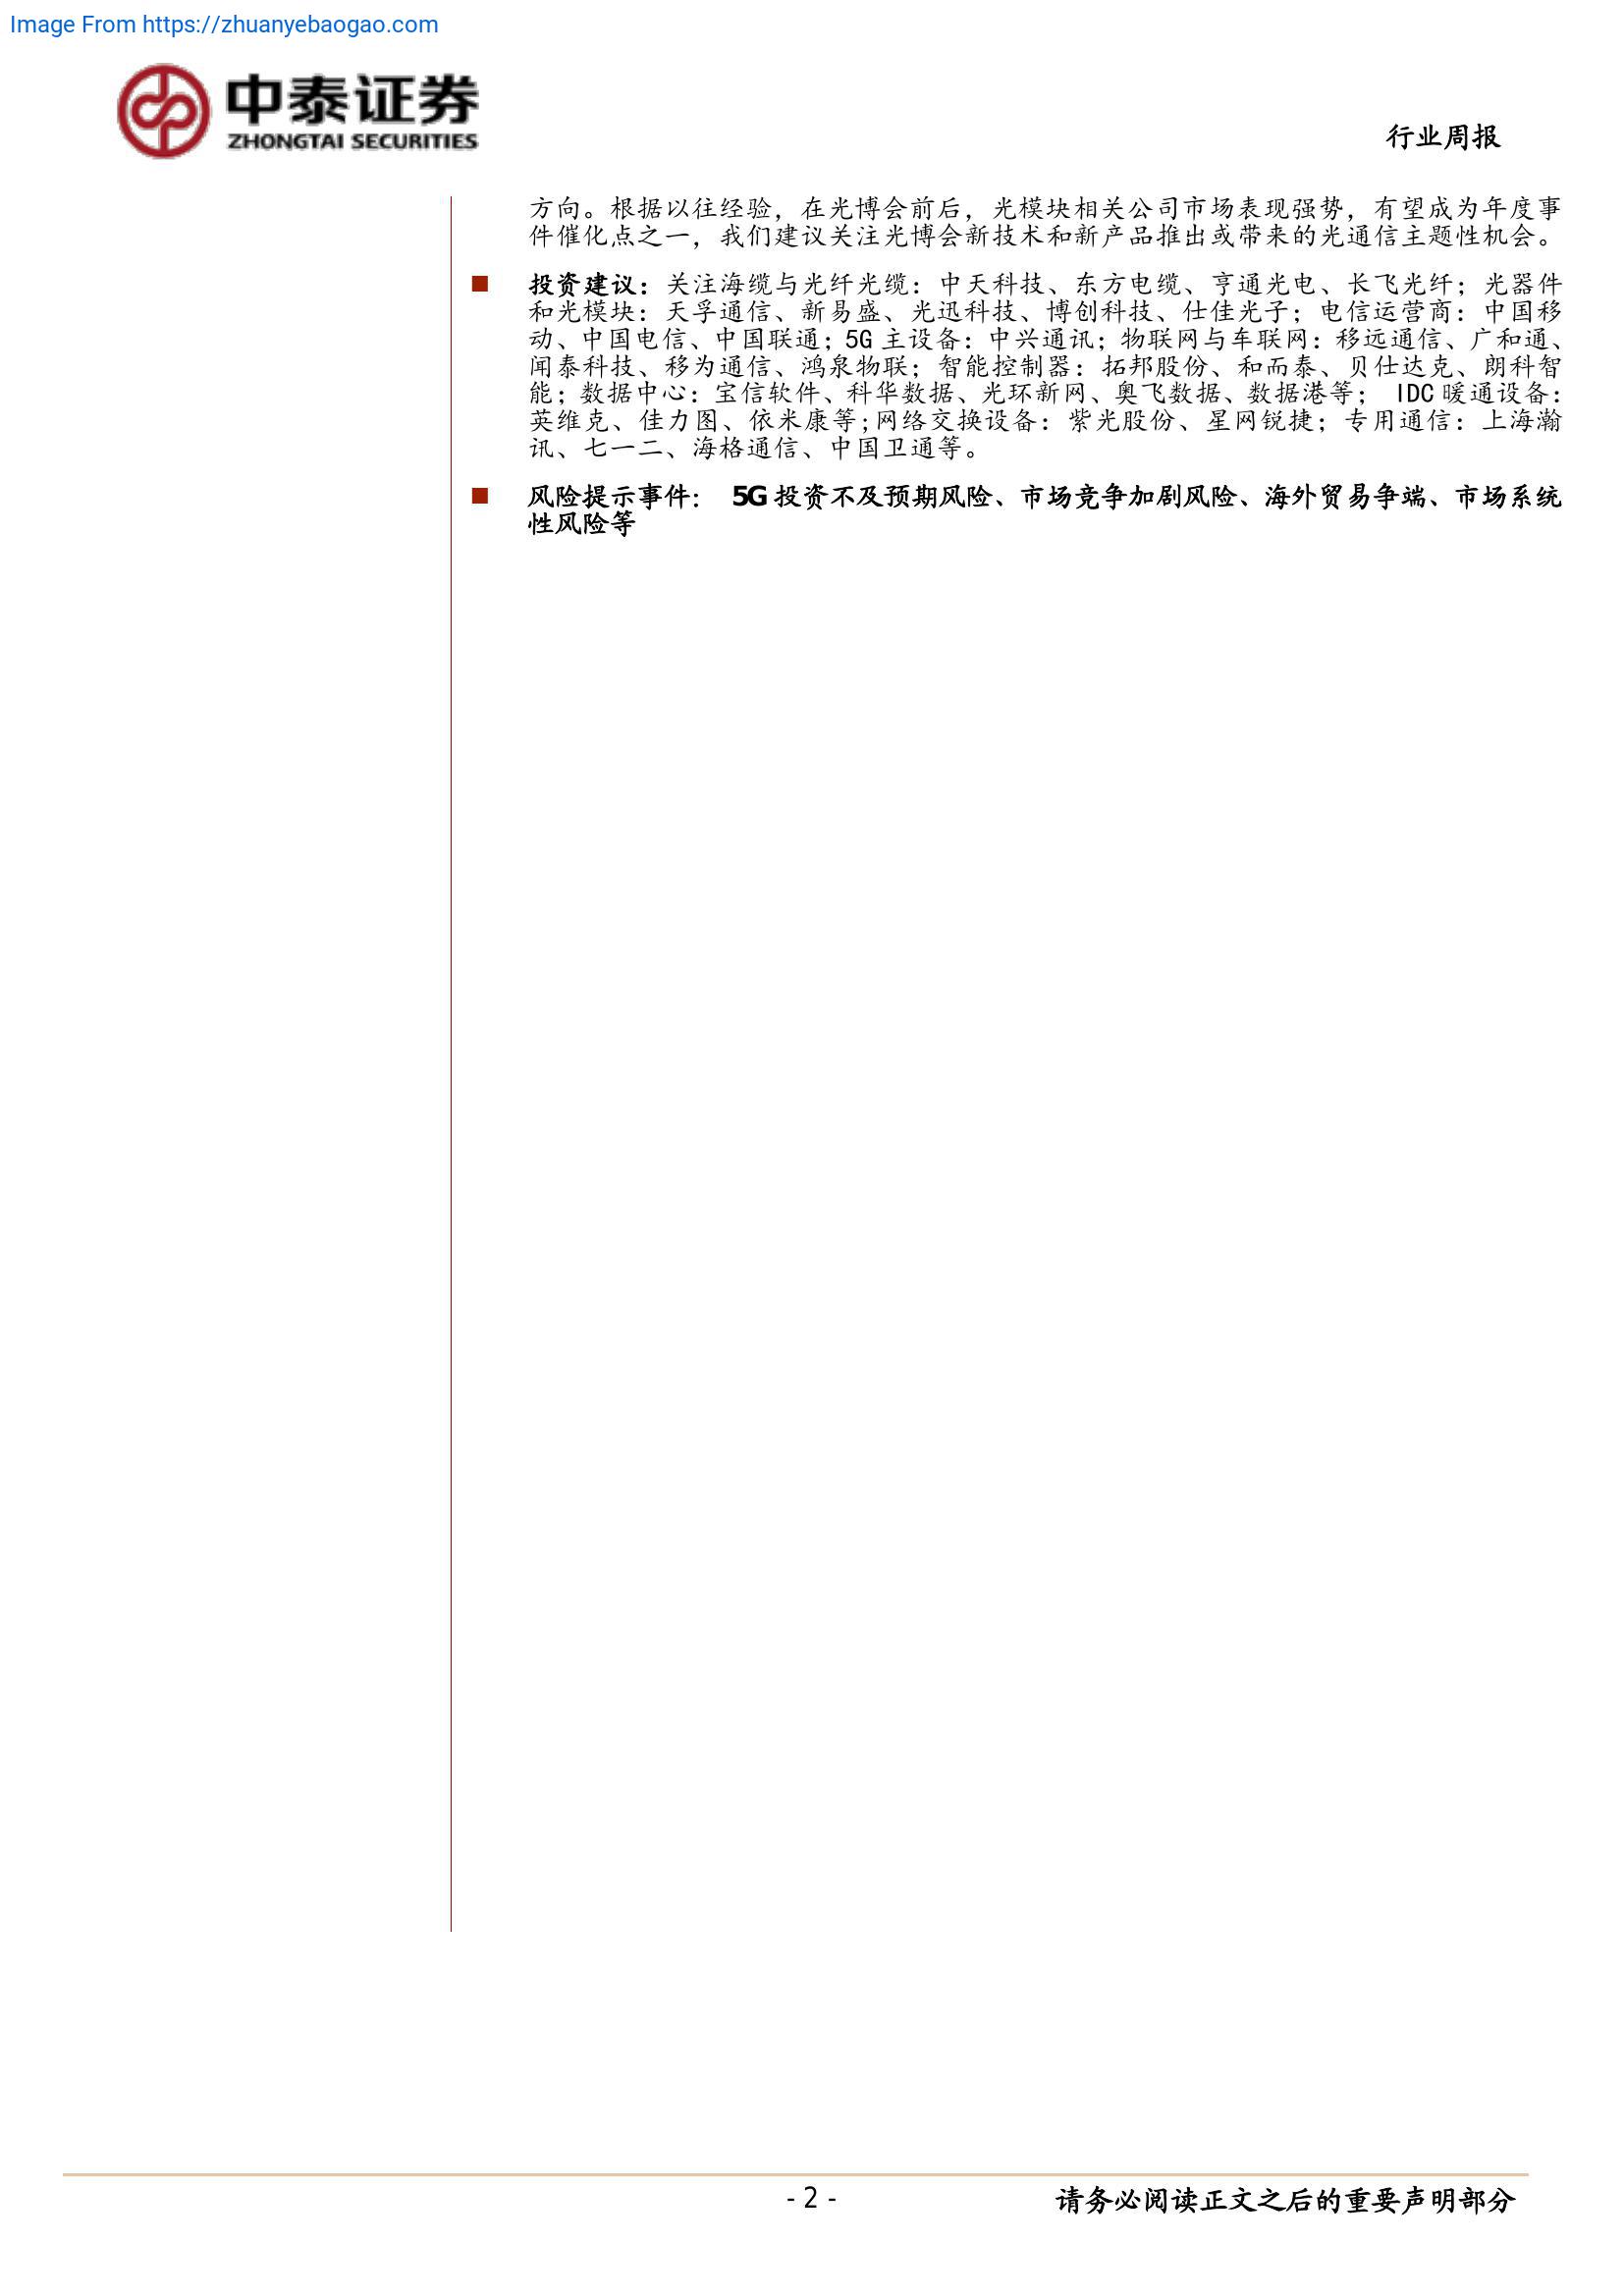 Image From https://zhuanyebaogao.com
中泰证券
ZHONGTAI SECURITIES
行业周报
方向。根据以往经验，在光博会前后，光模块相关公司市场表现强势，有望成为年度事
件催化点之一，我们建议关注光博会新技术和新产品推出或带来的光通信主题性机会。
■ 投资建议：关注海缆与光纤光缆：中天科技、东方电缆、亨通光电、长飞光纤；光器件
和光模块：天孚通信、新易盛、光迅科技、博创科技、仕佳光子；电信运营商：中国移
动、中国电信、中国联通；5G 主设备：中兴通讯；物联网与车联网：移远通信、广和通、
闻泰科技、移为通信、鸿泉物联；智能控制器：拓邦股份、和而泰、贝仕达克、朗科智
能；数据中心：宝信软件、科华数据、光环新网、奥飞数据、数据港等； IDC 暖通设备：
英维克、佳力图、依米康等；网络交换设备：紫光股份、星网锐捷；专用通信：上海瀚
讯、七一二、海格通信、中国卫通等。
■ 风险提示事件： 5G 投资不及预期风险、市场竞争加剧风险、海外贸易争端、市场系统
性风险等
- 2 -
请务必阅读正文之后的重要声明部分